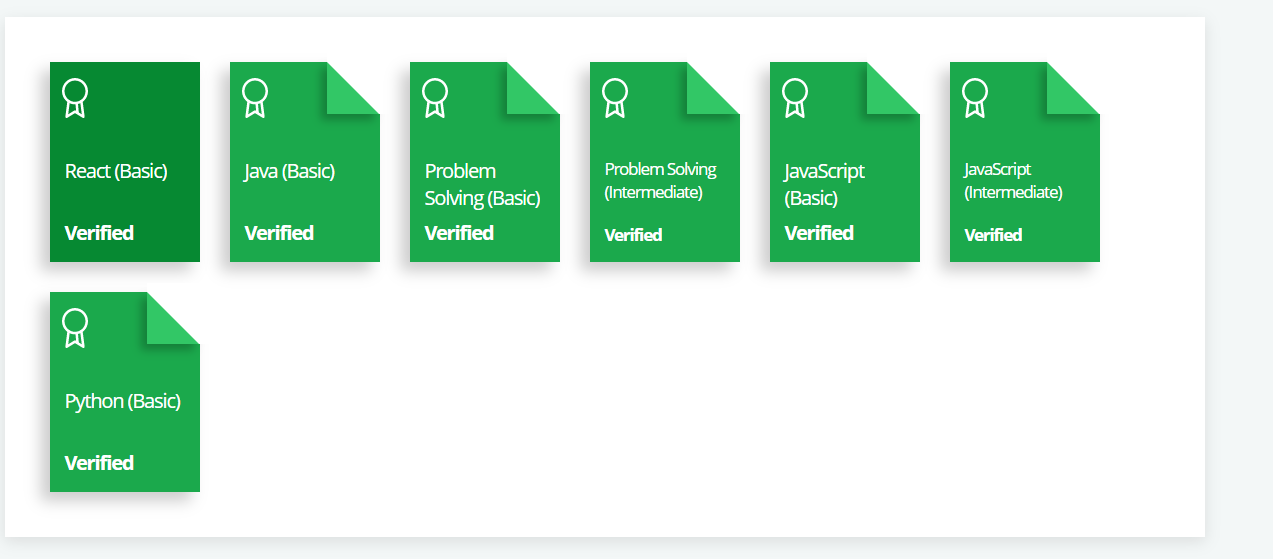 React (Basic)
Verified
Java (Basic)
Verified
Problem
Solving (Basic)
Verified
Problem Solving
(Intermediate)
Verified
JavaScript
(Basic)
Verified
JavaScript
(Intermediate)
Verified
Python (Basic)
Verified